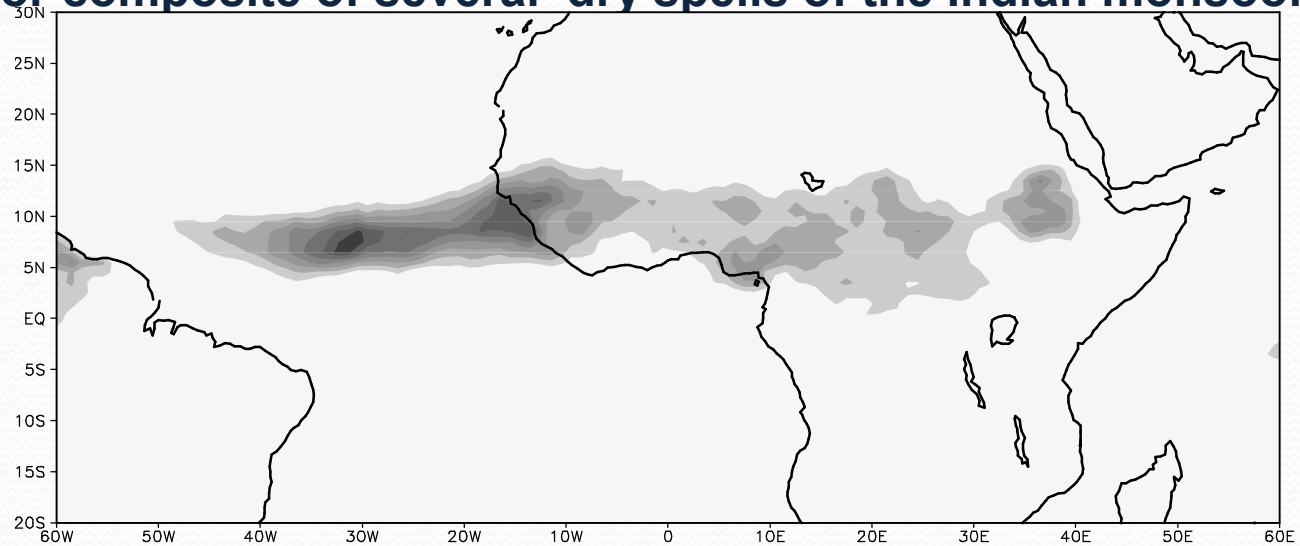 composite of several dry spells of the Indian
30N
25N
20N
15N
10N
5N
EQ
5S
10S
15S
20S
60W 50W 40W 30W 20W 10W 0 10E 20E 30E 40E 50E 60E